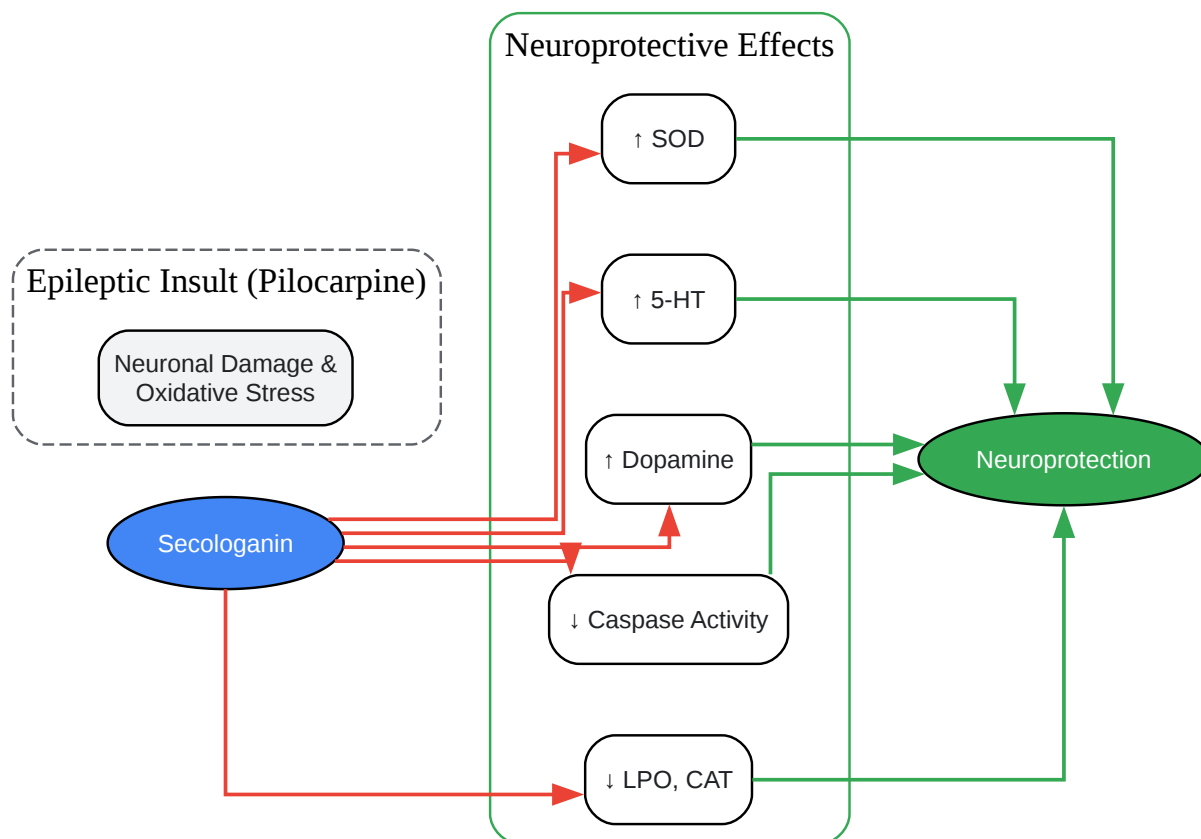 Neuroprotective Effects
↑ SOD
Epileptic Insult (Pilocarpine)
↑ 5-HT
Neuronal Damage &
Oxidative Stress
↑ Dopamine
Neuroprotection
Secologanin
↓ Caspase Activity
↓ LPO, CAT